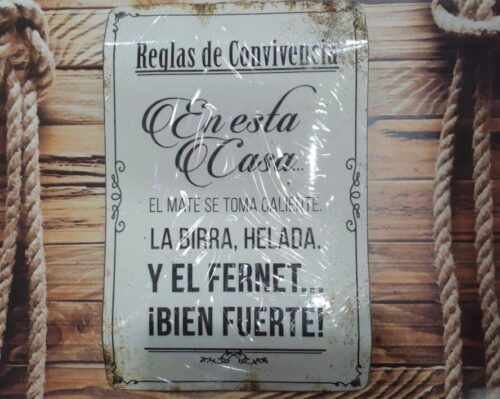 Reglas de Convivencia
En esta
Casa...
EL MATE SE TOMA CALIENTE.
LA BIRRA, HELADA.
Y EL FERNET...
¡BIEN FUERTE!